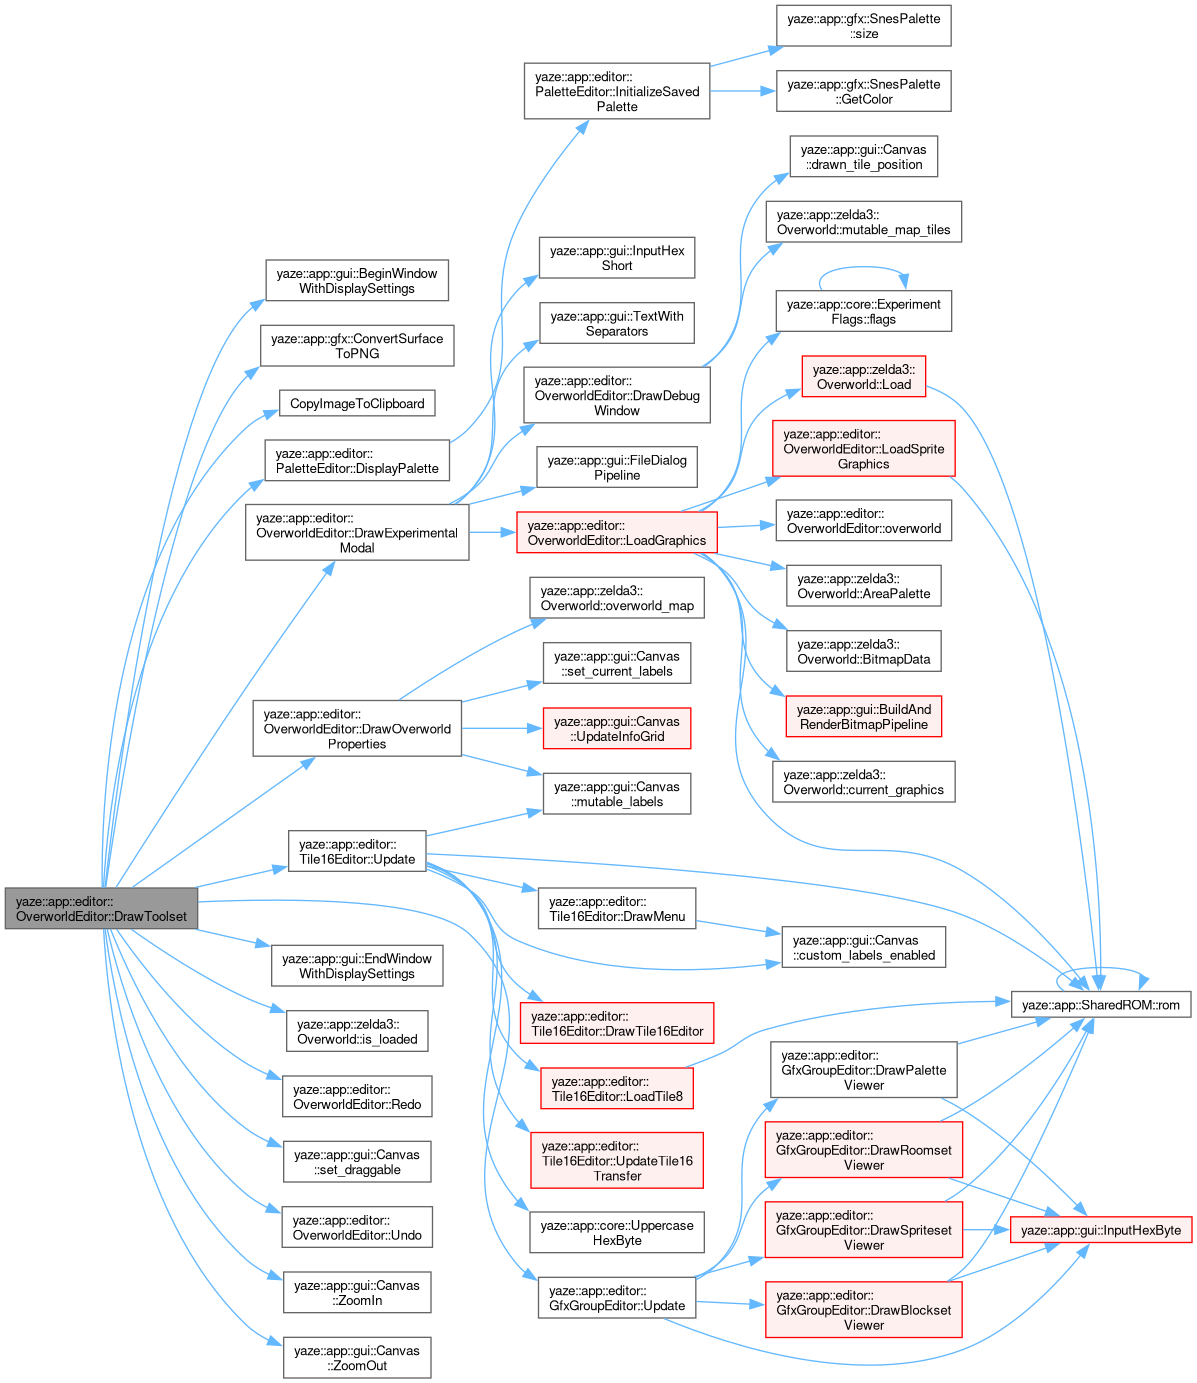 yaze::app::gfx::SnesPalette
::size
yaze::app::editor::
PaletteEditor::InitializeSaved
Palette
yaze::app::gfx::SnesPalette
::GetColor
yaze::app::gui::Canvas
::drawn_tile_position
yaze::app::zelda3::
Overworld::mutable_map_tiles
yaze::app::gui::InputHex
Short
yaze::app::gui::BeginWindow
WithDisplaySettings
yaze::app::core::Experiment
Flags::flags
yaze::app::gui::TextWith
Separators
yaze::app::gfx::ConvertSurface
ToPNG
yaze::app::zelda3::
Overworld::Load
yaze::app::editor::
OverworldEditor::DrawDebug
Window
CopyImageToClipboard
yaze::app::editor::
OverworldEditor::LoadSprite
Graphics
yaze::app::editor::
PaletteEditor::DisplayPalette
yaze::app::gui::FileDialog
Pipeline
yaze::app::editor::
OverworldEditor::DrawExperimental
Modal
yaze::app::editor::
OverworldEditor::LoadGraphics
yaze::app::editor::
OverworldEditor::overworld
yaze::app::zelda3::
Overworld::AreaPalette
yaze::app::zelda3::
Overworld::overworld_map
yaze::app::zelda3::
Overworld::BitmapData
yaze::app::gui::Canvas
::set_current_labels
yaze::app::editor::
OverworldEditor::DrawOverworld
Properties
yaze::app::gui::Canvas
::UpdateInfoGrid
yaze::app::gui::BuildAnd
RenderBitmapPipeline
yaze::app::gui::Canvas
::mutable_labels
yaze::app::zelda3::
Overworld::current_graphics
yaze::app::editor::
Tile16Editor::Update
yaze::app::editor::
OverworldEditor::DrawToolset
yaze::app::editor::
Tile16Editor::DrawMenu
yaze::app::gui::Canvas
::custom_labels_enabled
yaze::app::gui::EndWindow
WithDisplaySettings
yaze::app::SharedROM::rom
yaze::app::zelda3::
Overworld::is_loaded
yaze::app::editor::
Tile16Editor::DrawTile16Editor
yaze::app::editor::
GfxGroupEditor::DrawPalette
Viewer
yaze::app::editor::
OverworldEditor::Redo
yaze::app::editor::
Tile16Editor::LoadTile8
yaze::app::editor::
GfxGroupEditor::DrawRoomset
Viewer
yaze::app::gui::Canvas
::set_draggable
yaze::app::editor::
Tile16Editor::UpdateTile16
Transfer
yaze::app::editor::
OverworldEditor::Undo
yaze::app::core::Uppercase
HexByte
yaze::app::editor::
GfxGroupEditor::DrawSpriteset
Viewer
yaze::app::gui::InputHexByte
yaze::app::gui::Canvas
::ZoomIn
yaze::app::editor::
GfxGroupEditor::Update
yaze::app::editor::
GfxGroupEditor::DrawBlockset
Viewer
yaze::app::gui::Canvas
::ZoomOut